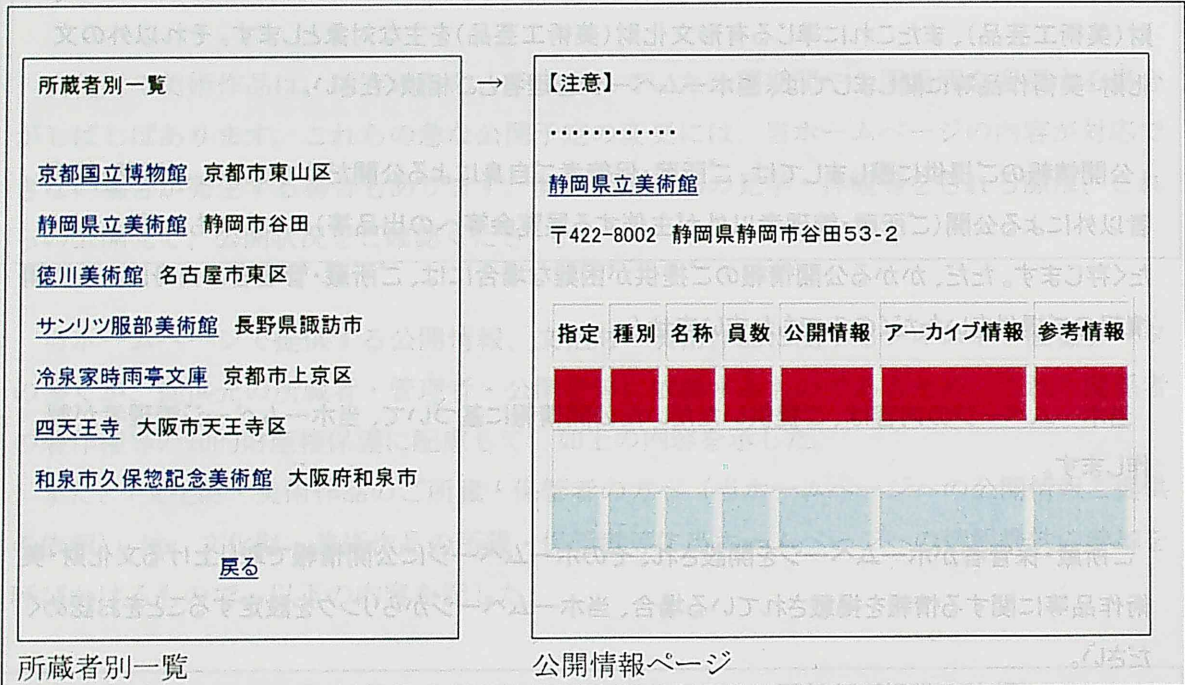 所蔵者別一覧
京都国立博物館 京都市東山区
静岡県立美術館 静岡市谷田
徳川美術館 名古屋市東区
サンリツ服部美術館 長野県諏訪市
冷泉家時雨亭文庫 京都市上京区
四天王寺 大阪市天王寺区
和泉市久保惣記念美術館 大阪府和泉市
戻る
所蔵者別一覧
【注意】
・・・・・・・・・・・
静岡県立美術館
〒422-8002 静岡県静岡市谷田53-2
指定 種別 名称 員数 公開情報 アーカブブ情報 参考情報
公開情報ページ